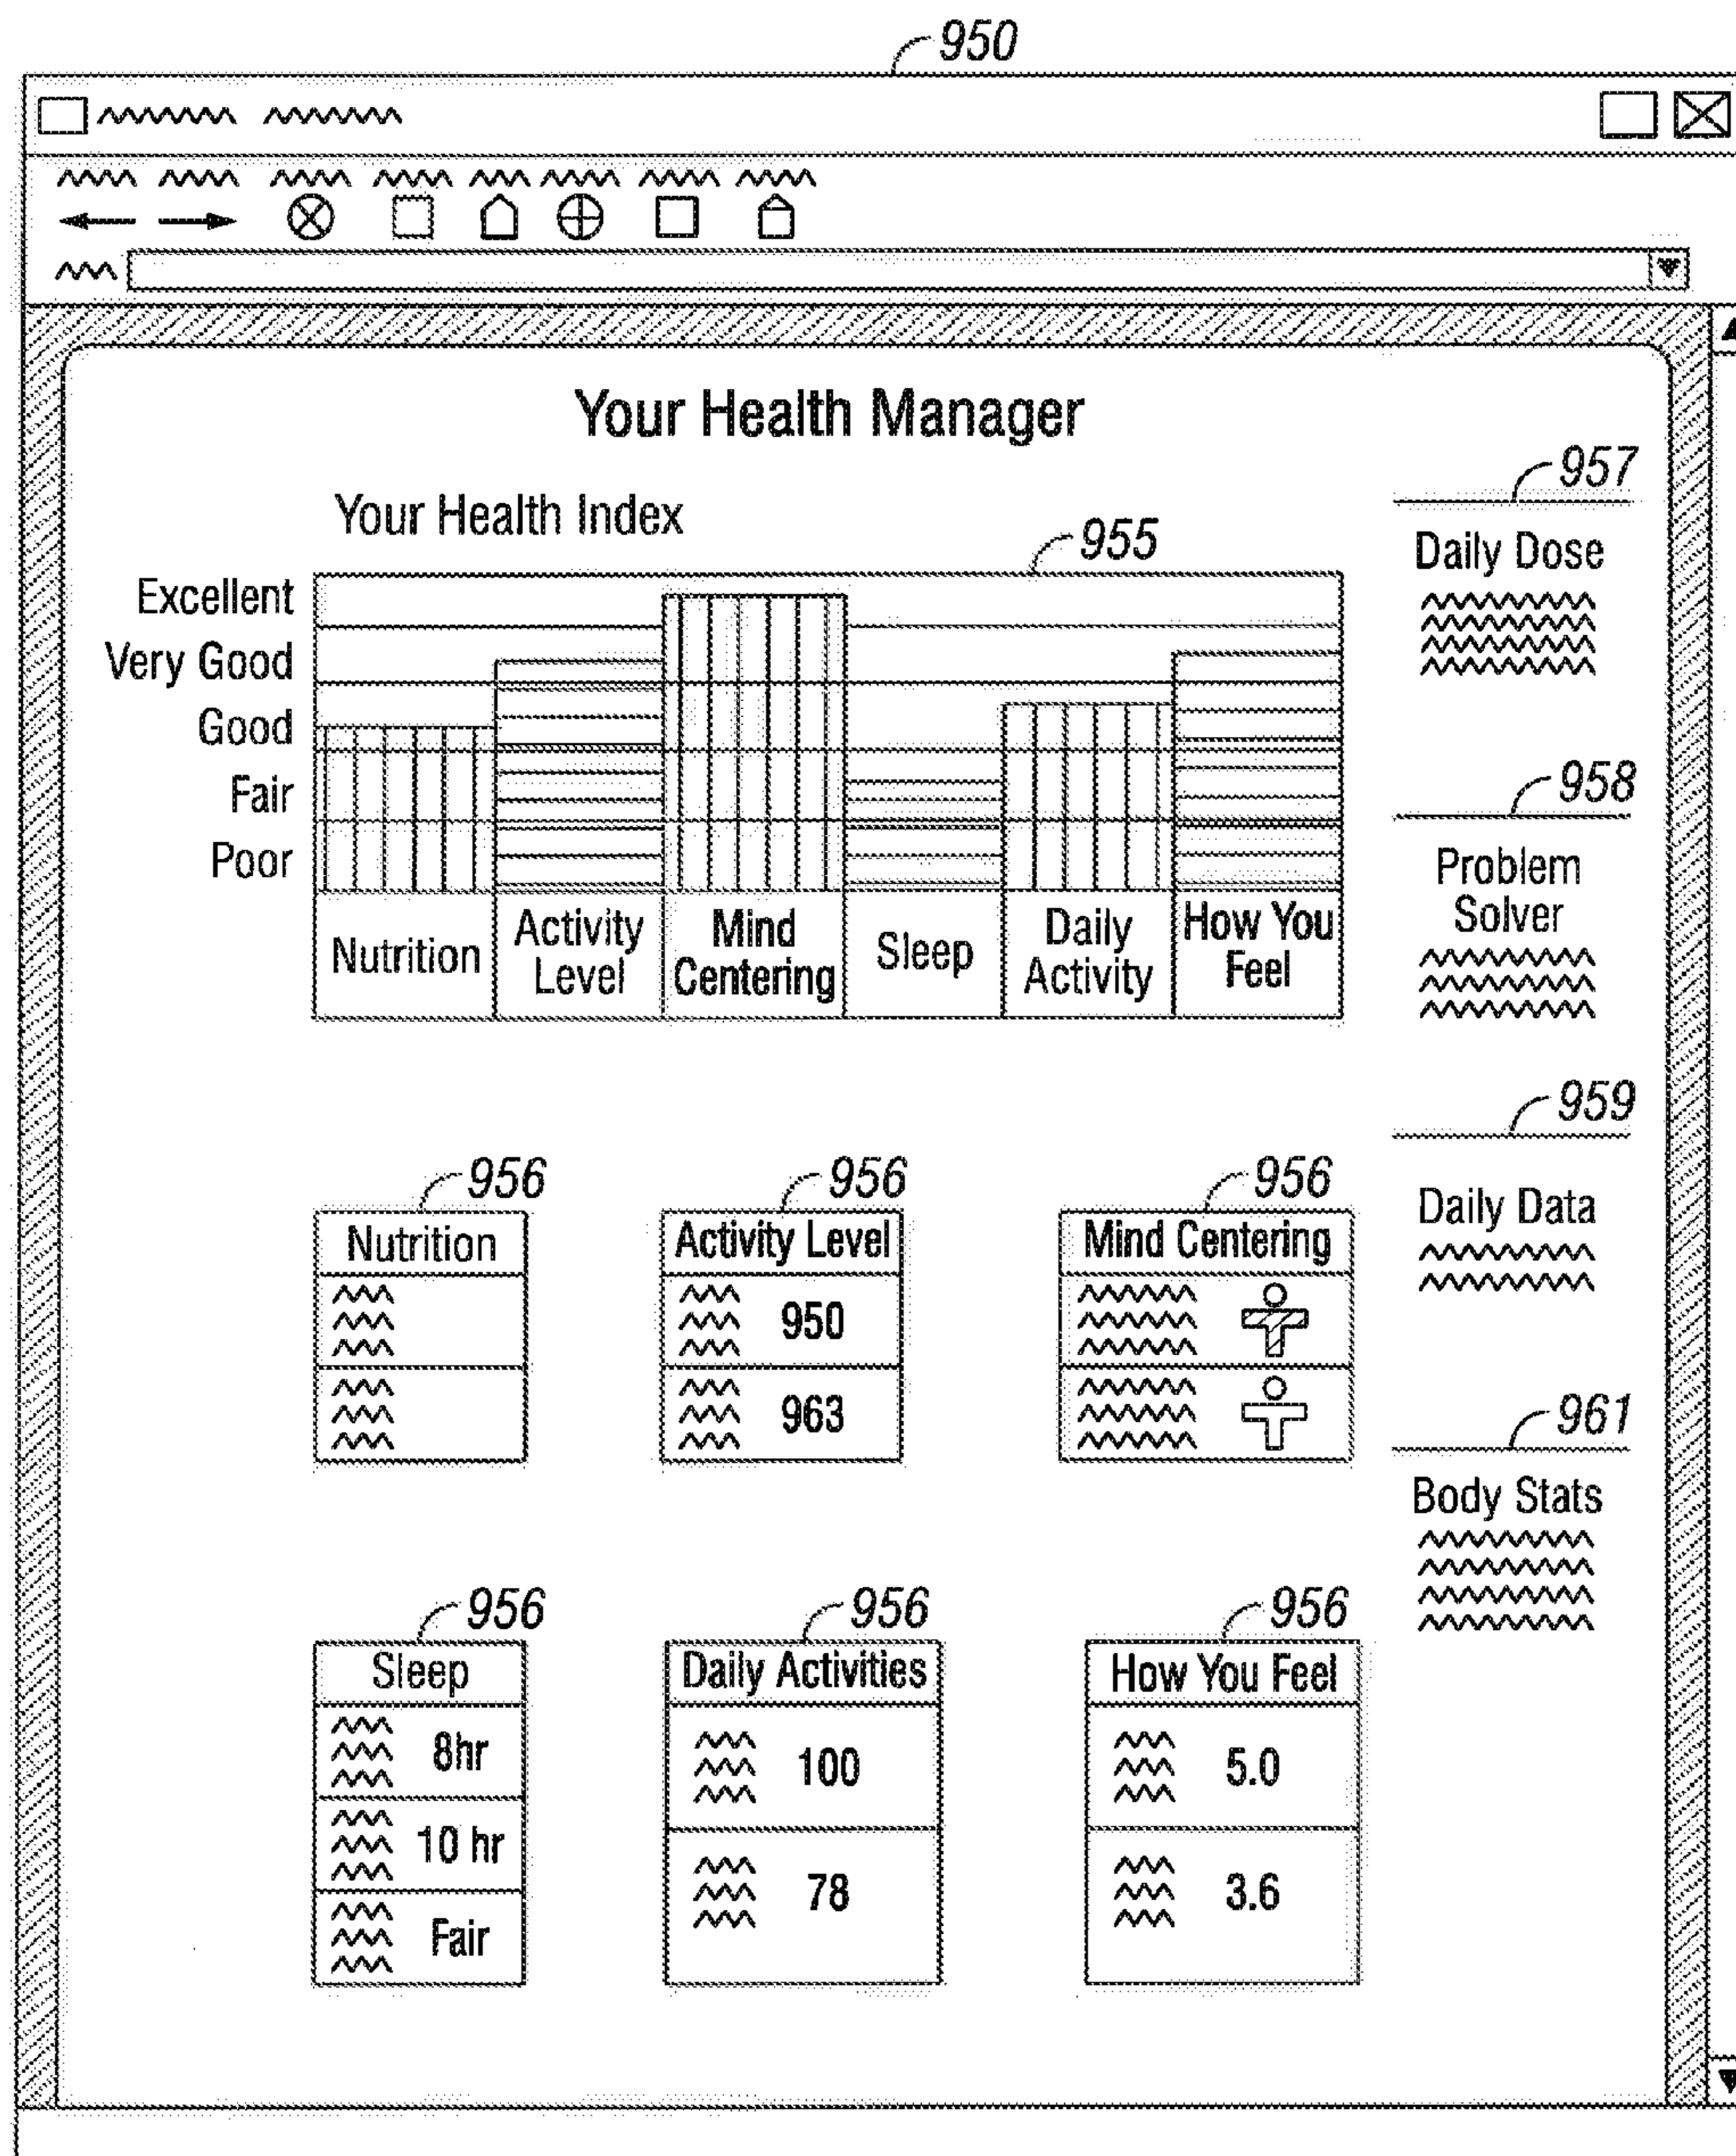 950
Your Health Manager
Your Health Index
955
957
Daily Dose
Excellent
Very Good
Good
Fair
Poor
Nutrition
Activity
Level
Mind
Centering
Sleep
Daily
Activity
How You
Feel
958
Problem
Solver
959
Daily Data
961
Body Stats
956
Nutrition
956
Activity Level
950
963
956
Mind Centering
956
Sleep
8hr
10 hr
Fair
956
Daily Activities
100
78
956
How You Feel
5.0
3.6